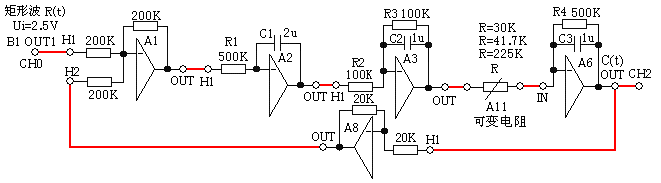 矩形波 R(t)
Ui=2.5V
B1 OUT1 H1
CH0
200K
200K
A1
H2
200K
OUT H1
R1
500K
C1 2u
A2
OUT H1
R2
100K
R3 100K
C2 1u
A3
OUT
R=30K
R=41.7K
R=225K
R
A11
可变电阻
IN
R4 500K
C3 1u
A6
C(t)
OUT CH2
20K
A8
OUT
20K
H1